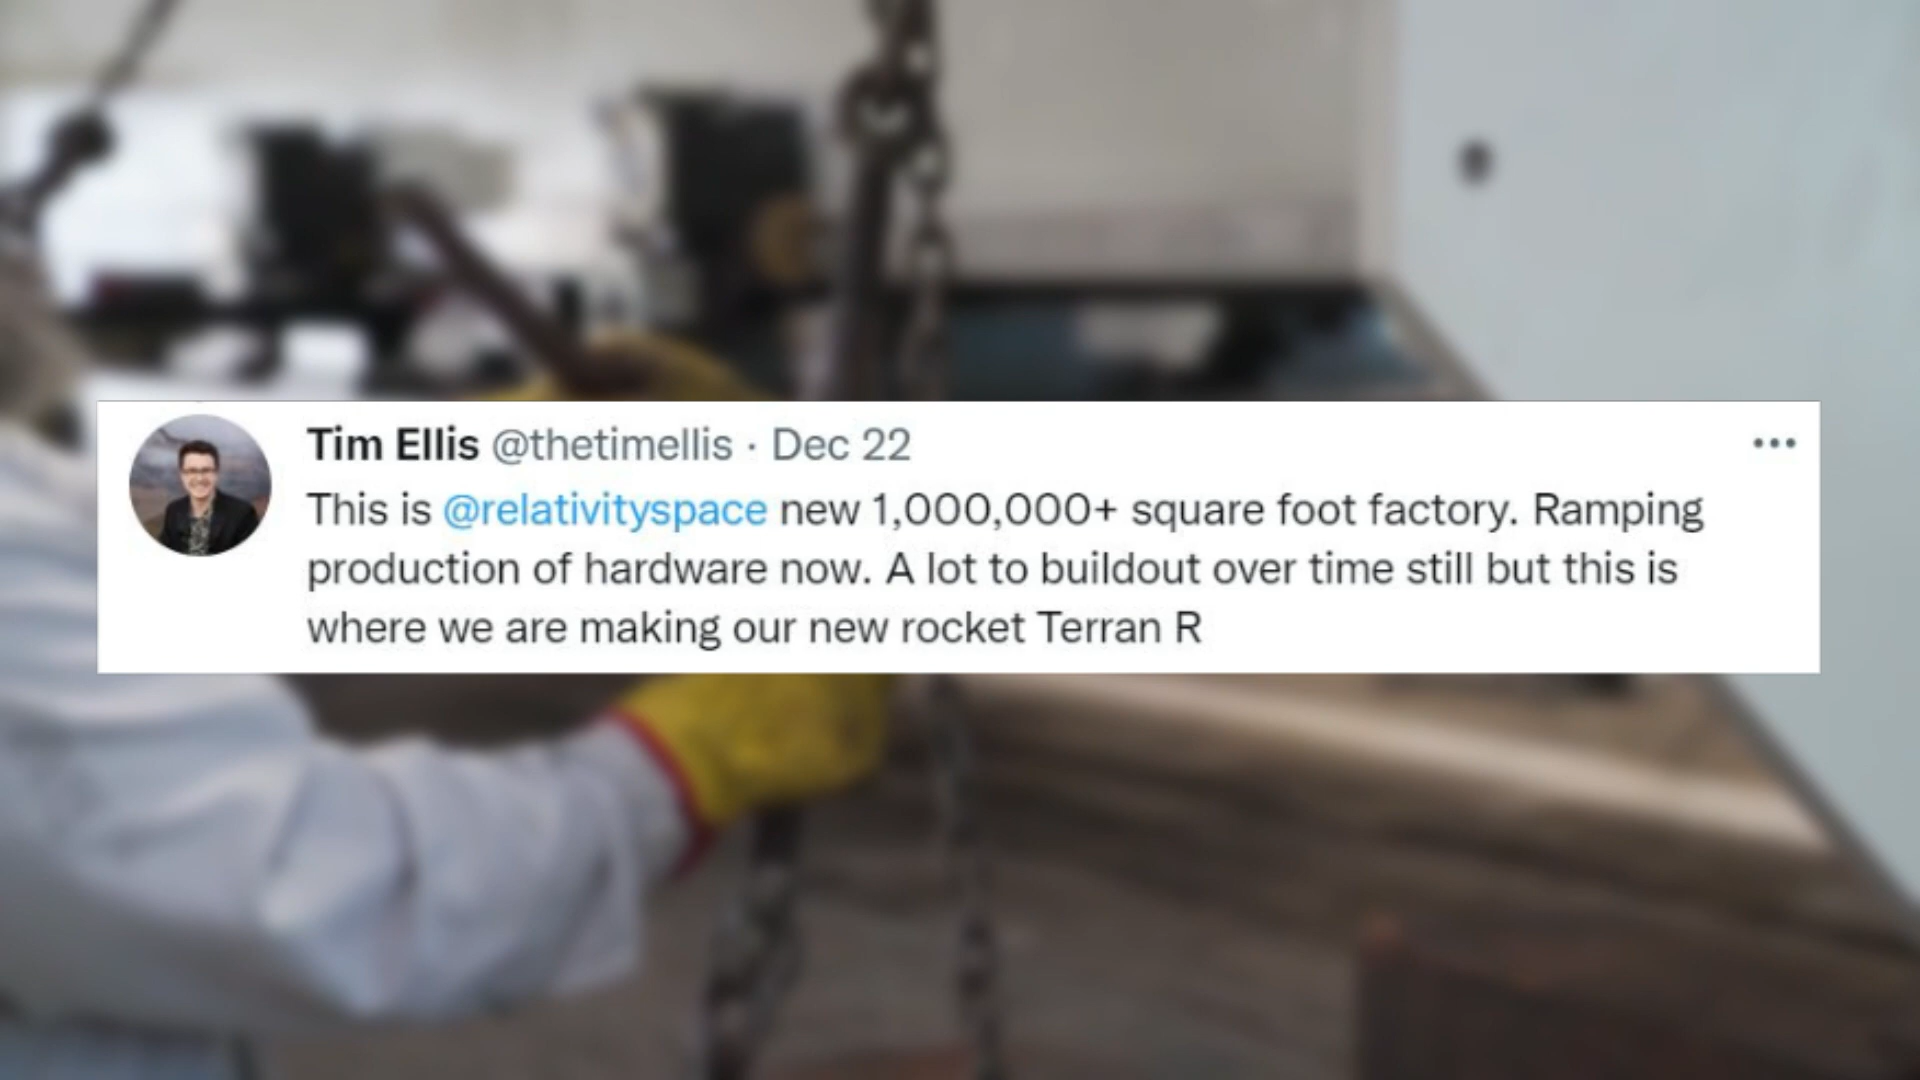 Tim Ellis @thetimellis · Dec 22
This is @relativityspace new 1,000,000+ square foot factory. Ramping
production of hardware now. A lot to buildout over time still but this is
where we are making our new rocket Terran R